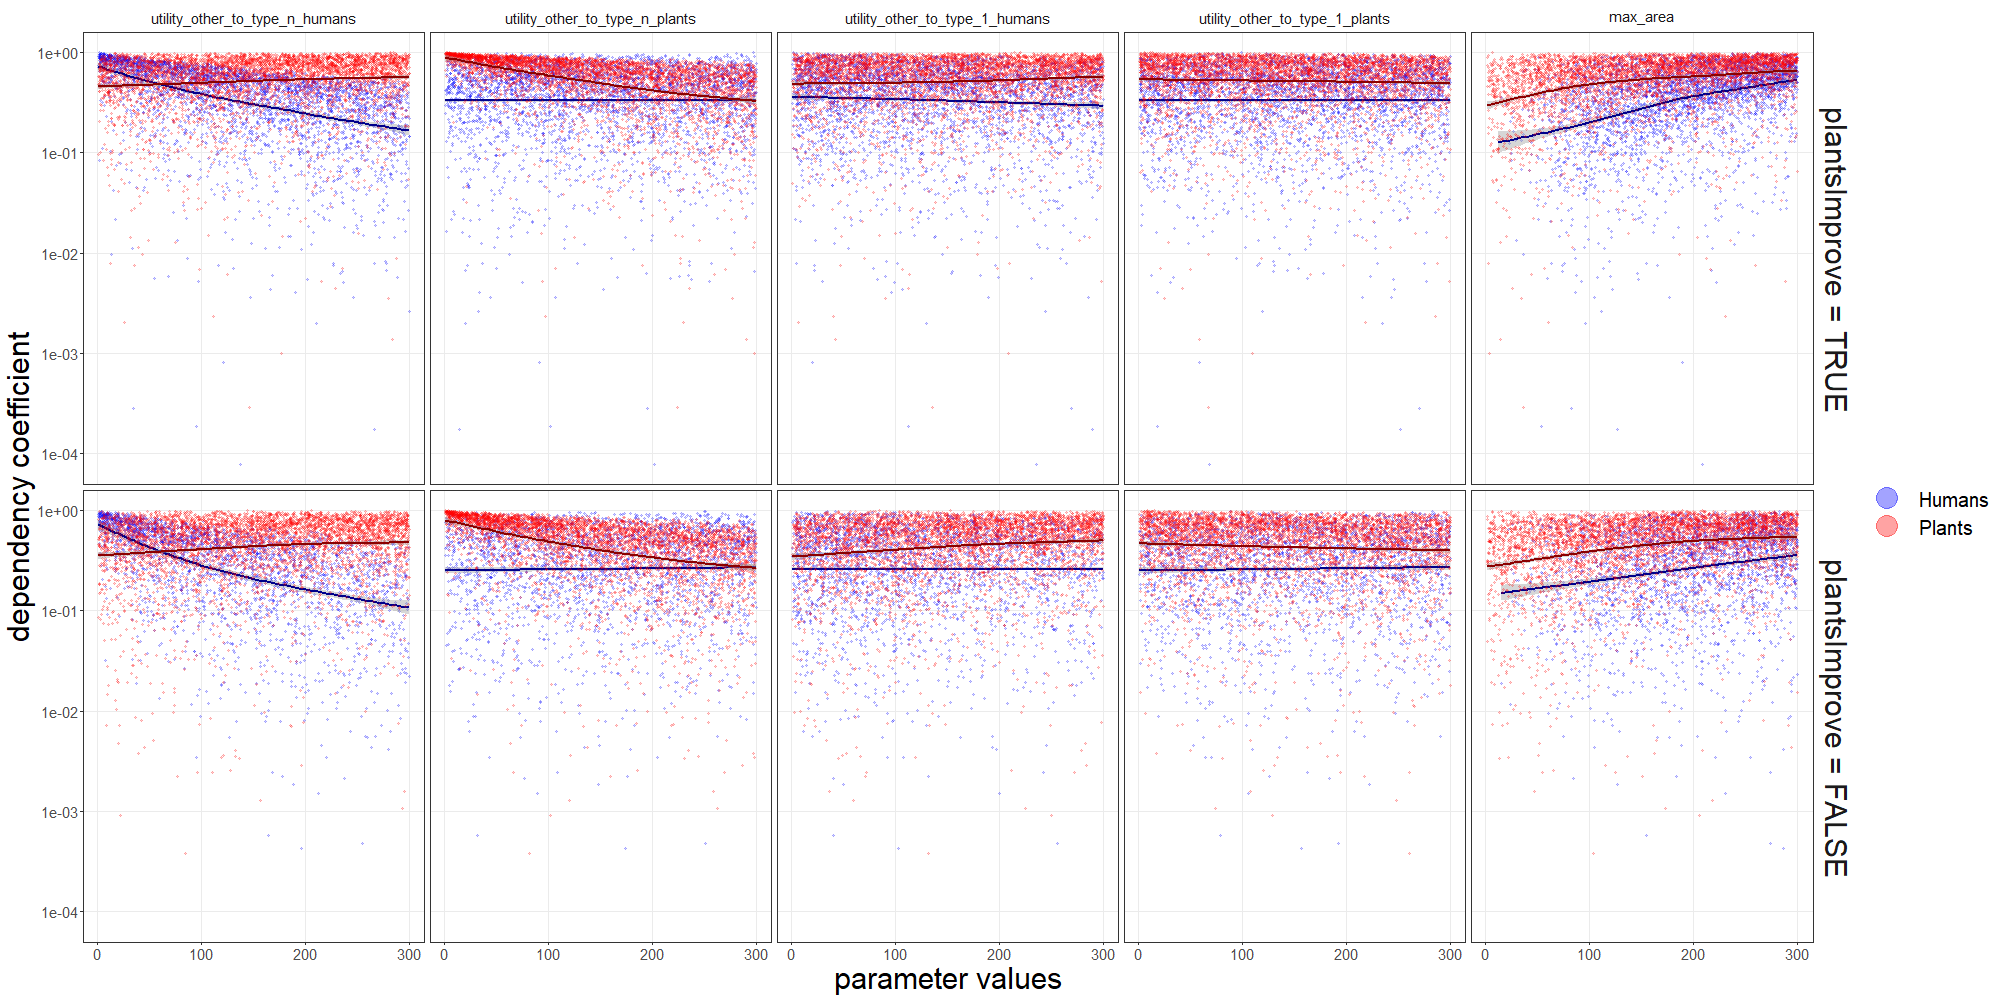 utility_other_to_type_n_humans
utility_other_to_type_n_plants
utility_other_to_type_1_humans
utility_other_to_type_1_plants
max_area
1e+00
1e-01
1e-02
1e-03
1e-04
plantsImprove = TRUE
1e+00
1e-01
1e-02
1e-03
1e-04
plantsImprove = FALSE
dependency coefficient
0 100 200 300
0 100 200 300
0 100 200 300
0 100 200 300
0 100 200 300
parameter values
Humans
Plants